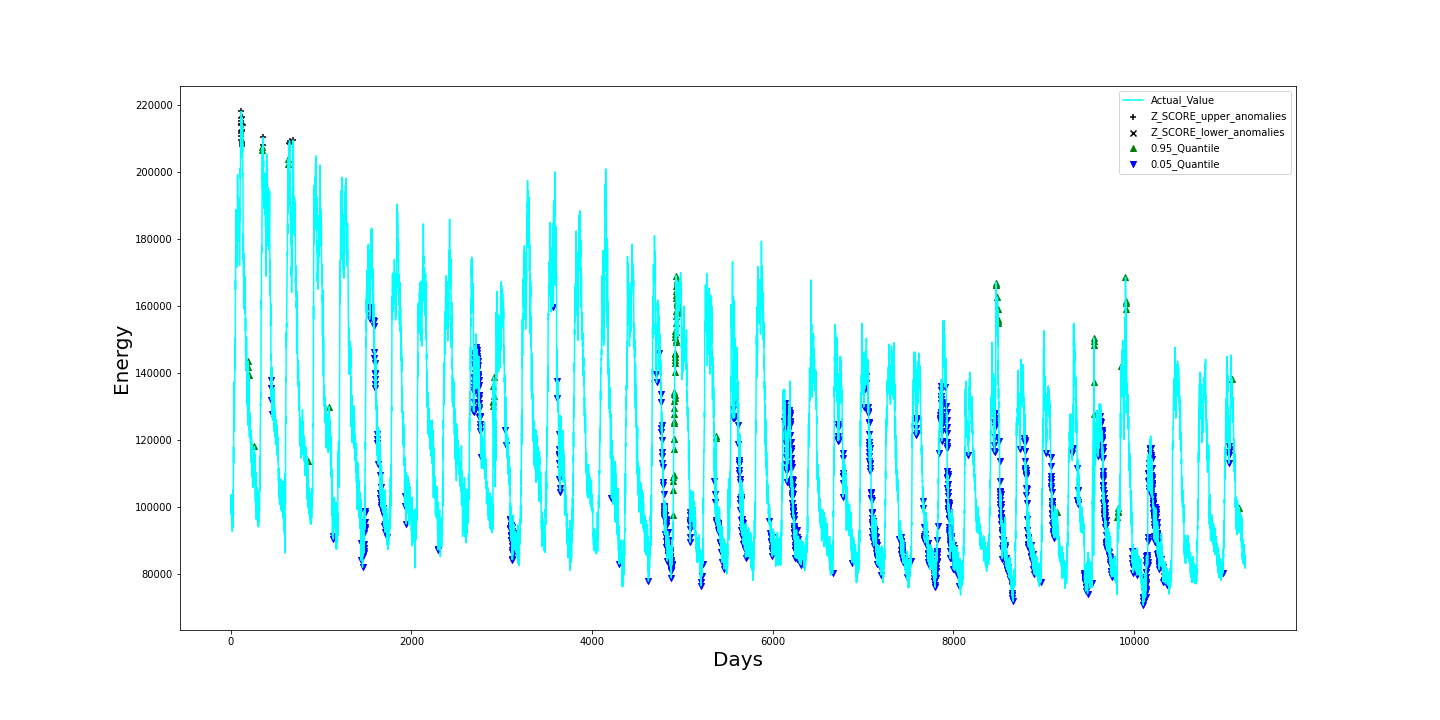 Actual_Value
Z_SCORE_upper_anomalies
Z_SCORE_lower_anomalies
0.95_Quantile
0.05_Quantile
220000
200000
180000
160000
140000
120000
100000
80000
Energy
0 2000 4000 6000 8000 10000
Days